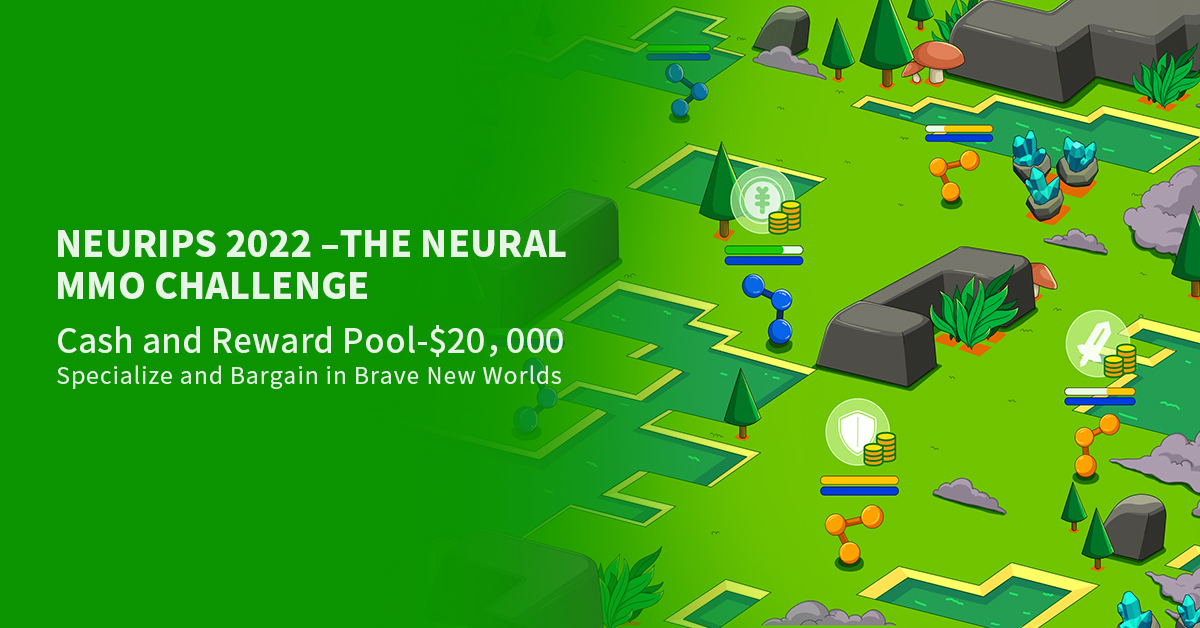 NEURIPS 2022 –THE NEURAL
MMO CHALLENGE
Cash and Reward Pool-$20，000
Specialize and Bargain in Brave New Worlds